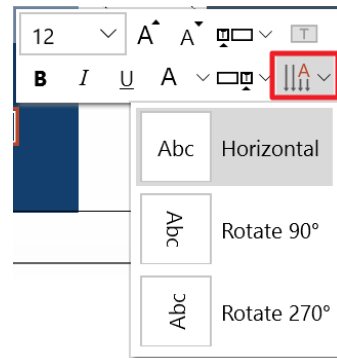 12 A A T T
B I U A T A
Abc Horizontal
Abc Rotate 90°
Abc Rotate 270°